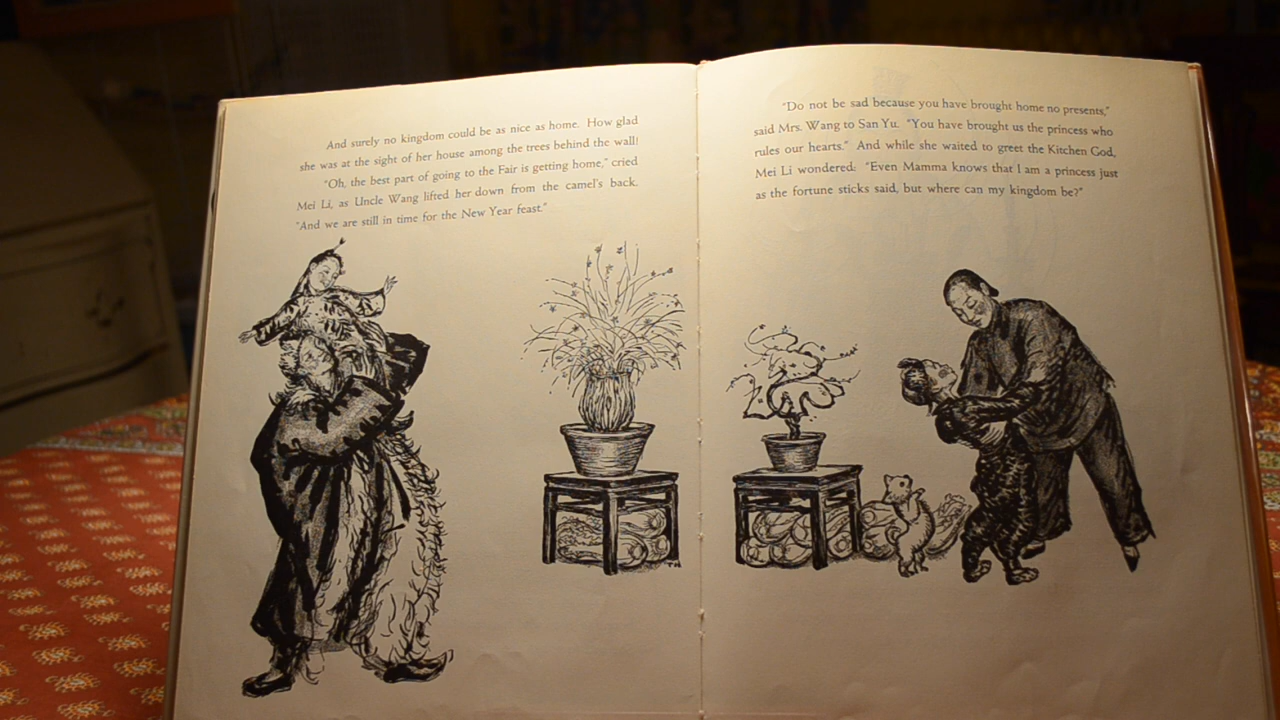 And surely no kingdom could be as nice as home. How glad
she was at the sight of her house among the trees behind the wall!
"Oh, the best part of going to the Fair is getting home," cried
Mei Li, as Uncle Wang lifted her down from the camel's back.
"And we are still in time for the New Year feast."
"Do not be sad because you have brought home no presents,"
said Mrs. Wang to San Yu. "You have brought us the princess who
rules our hearts." And while she waited to greet the Kitchen God,
Mei Li wondered: "Even Mamma knows that I am a princess just
as the fortune sticks said, but where can my kingdom be?"